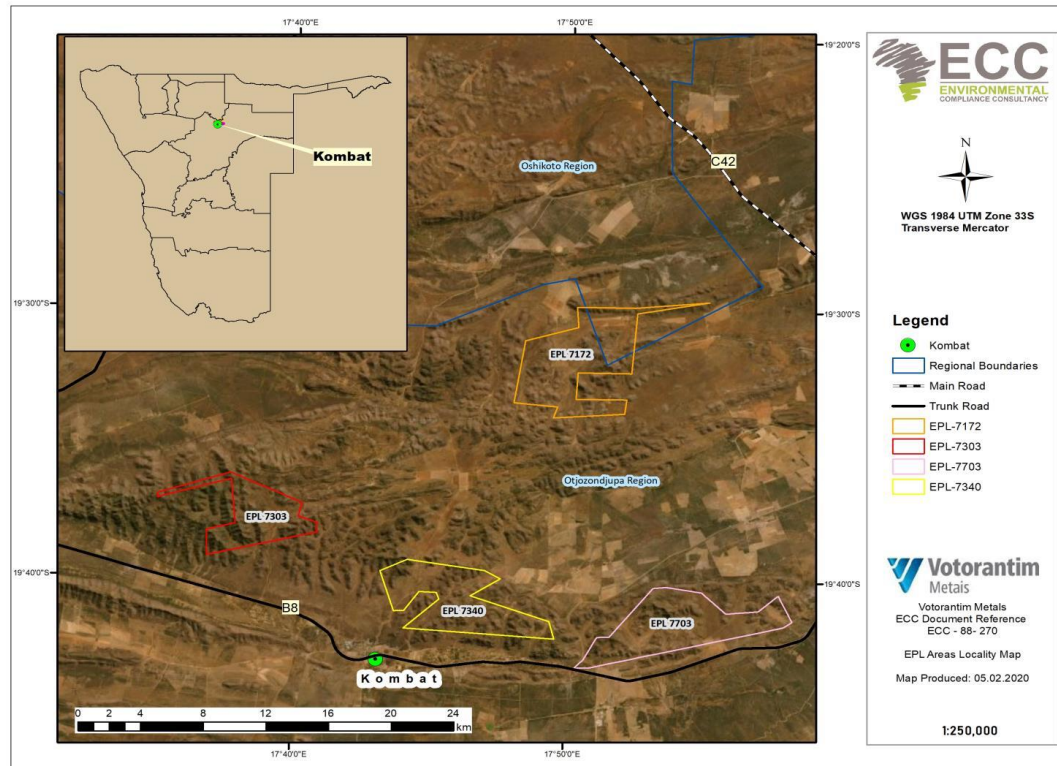 17°40'0"E
17°50'0"E
19°20'0"S
Kombat
Oshikoto Region
C42
19°30'0"S
19°30'0"S
EPL 7172
Otjozondjupa Region
EPL 7303
19°40'0"S
19°40'0"S
B8
EPL 7340
EPL 7703
Kombat
0 2 4 8 12 16 20 24
km
17°40'0"E
17°50'0"E
ECC
ENVIRONMENTAL
COMPLIANCE CONSULTANCY
N
WGS 1984 UTM Zone 33S
Transverse Mercator
Legend
Kombat
Regional Boundaries
Main Road
Trunk Road
EPL-7172
EPL-7303
EPL-7703
EPL-7340
Votorantim
Metais
Votorantim Metals
ECC Document Reference
ECC - 88- 270
EPL Areas Locality Map
Map Produced: 05.02.2020
1:250,000